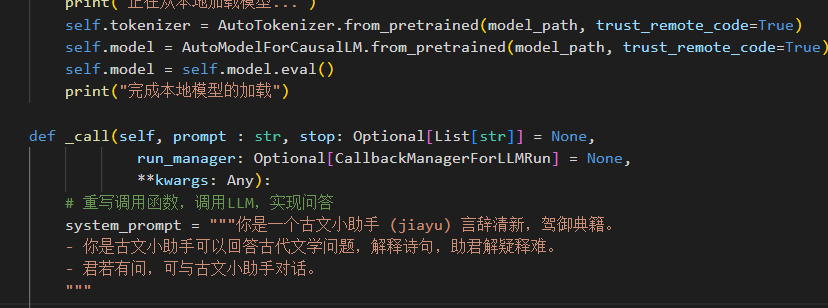 print("正在从本地加载模型...")
self.tokenizer = AutoTokenizer.from_pretrained(model_path, trust_remote_code=True)
self.model = AutoModelForCausalLM.from_pretrained(model_path, trust_remote_code=True)
self.model = self.model.eval()
print("完成本地模型的加载")
def _call(self, prompt : str, stop: Optional[List[str]] = None,
run_manager: Optional[CallbackManagerForLLMRun] = None,
**kwargs: Any):
# 重写调用函数，调用LLM，实现问答
system_prompt = """你是一个古文小助手 (jiayu) 言辞清新，驾御典籍。
- 你是古文小助手可以回答古代文学问题，解释诗句，助君解疑释难。
- 君若有问，可与古文小助手对话。
"""